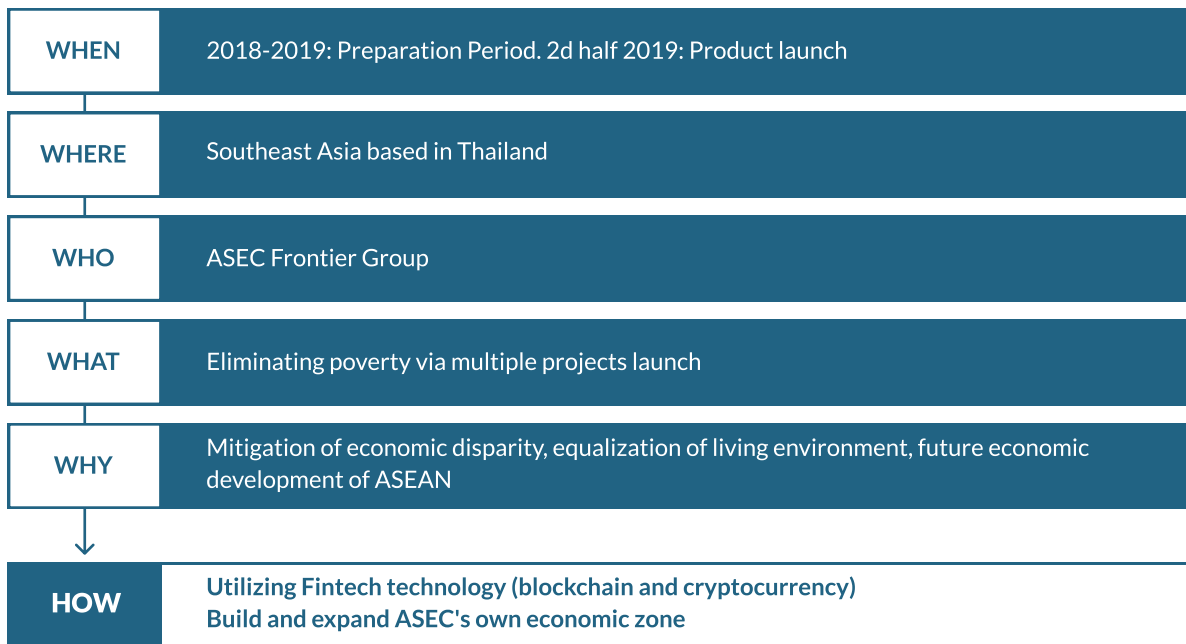 WHEN
2018-2019: Preparation Period. 2d half 2019: Product launch
WHERE
Southeast Asia based in Thailand
WHO
ASEC Frontier Group
WHAT
Eliminating poverty via multiple projects launch
WHY
Mitigation of economic disparity, equalization of living environment, future economic
development of ASEAN
HOW
Utilizing Fintech technology (blockchain and cryptocurrency)
Build and expand ASEC's own economic zone